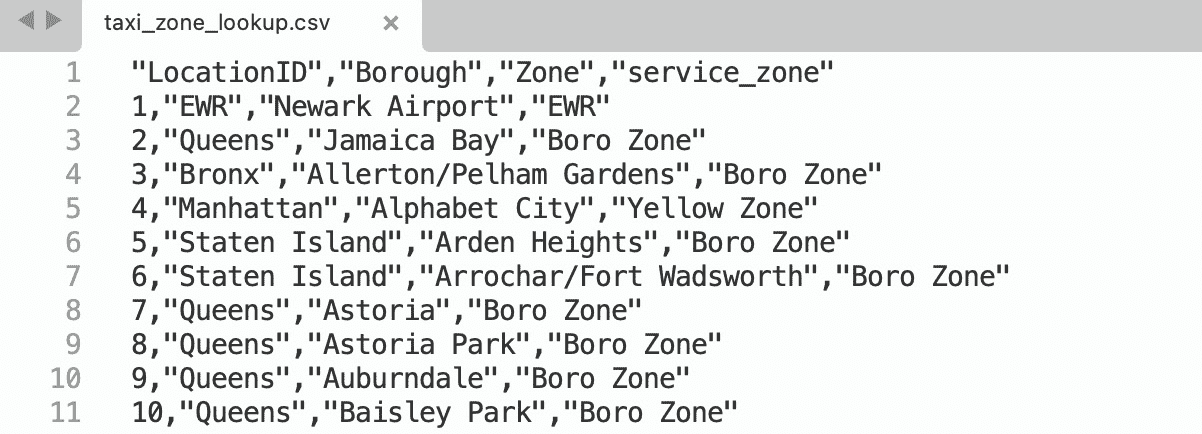 taxi_zone_lookup.csv ×
1 "LocationID","Borough","Zone","service_zone"
2 1,"EWR","Newark Airport","EWR"
3 2,"Queens","Jamaica Bay","Boro Zone"
4 3,"Bronx","Allerton/Pelham Gardens","Boro Zone"
5 4,"Manhattan","Alphabet City","Yellow Zone"
6 5,"Staten Island","Arden Heights","Boro Zone"
7 6,"Staten Island","Arrochar/Fort Wadsworth","Boro Zone"
8 7,"Queens","Astoria","Boro Zone"
9 8,"Queens","Astoria Park","Boro Zone"
10 9,"Queens","Auburndale","Boro Zone"
11 10,"Queens","Baisley Park","Boro Zone"